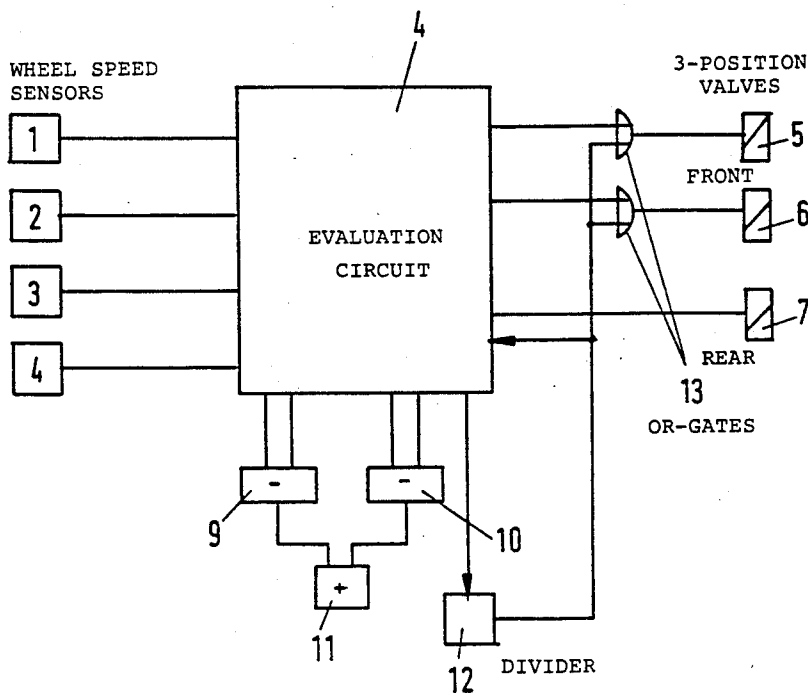 4
WHEEL SPEED
SENSORS
3-POSITION
VALVES
1
5
FRONT
2
6
EVALUATION
CIRCUIT
3
7
4
REAR
13
OR-GATES
-
-
9
10
+
11
12
DIVIDER